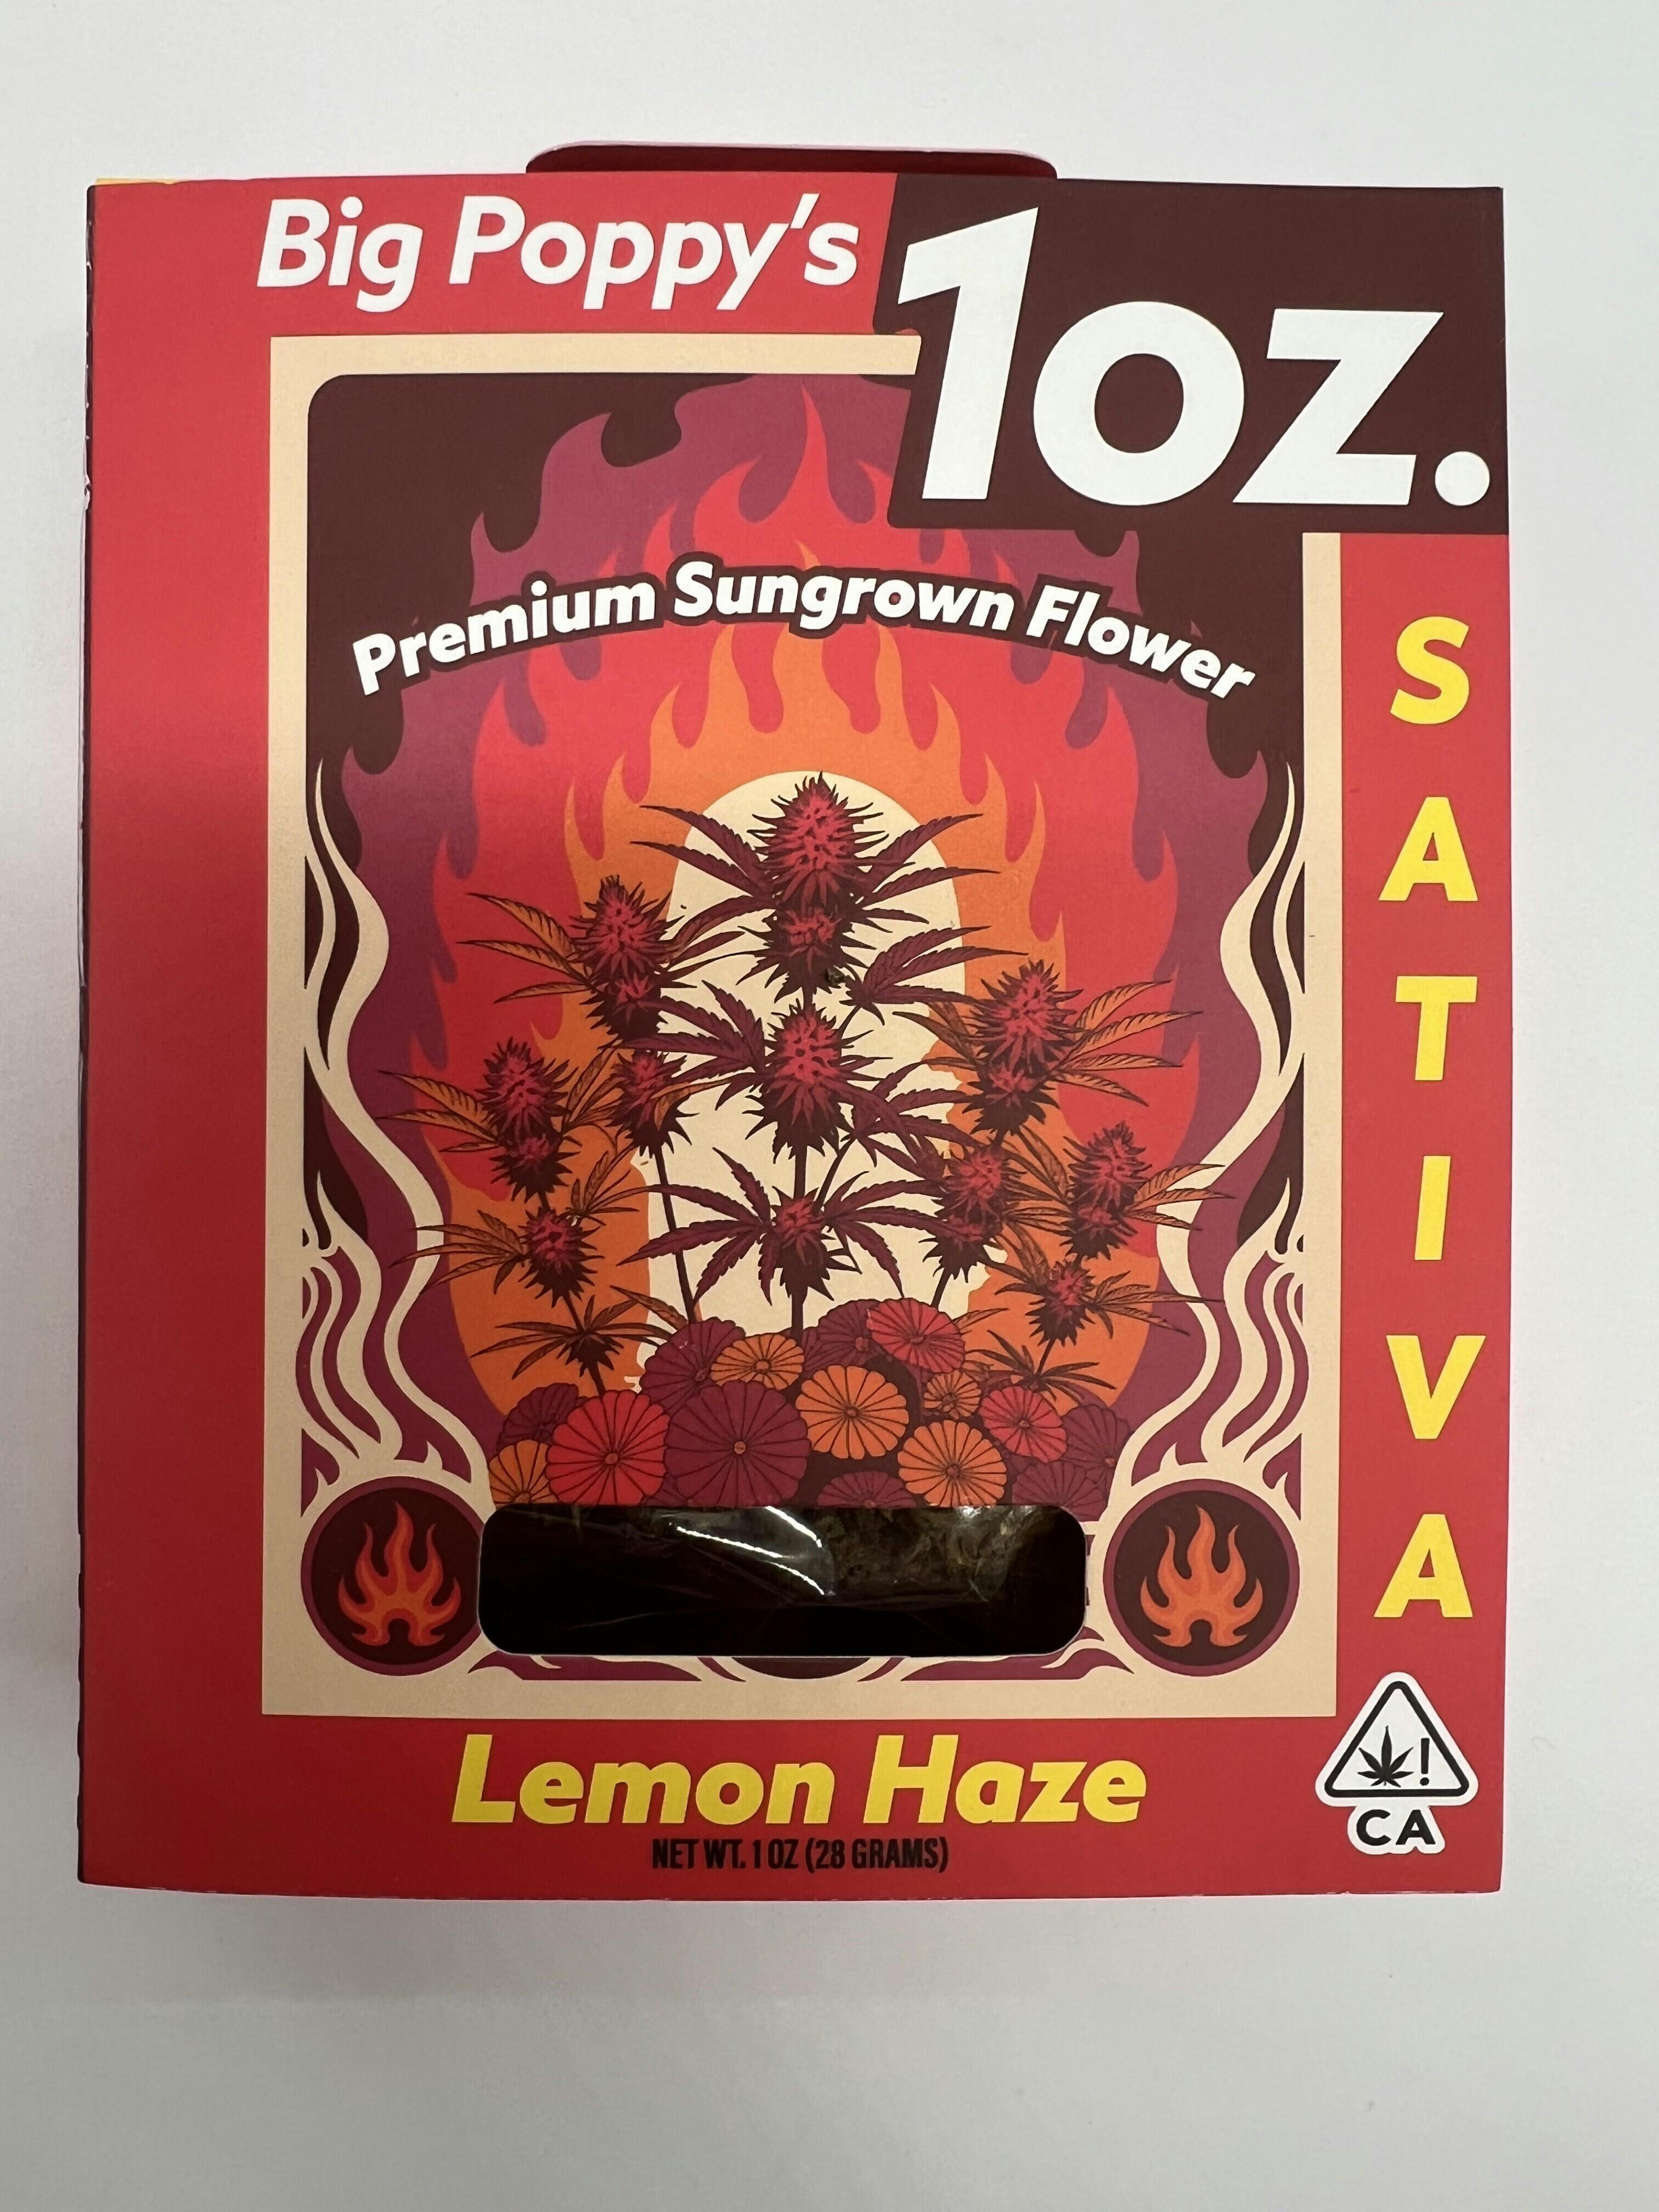 Big Poppy's
1oz.
Premium Sungrown Flower
SATIVA
Lemon Haze
NET WT. 1 OZ (28 GRAMS)
!
CA